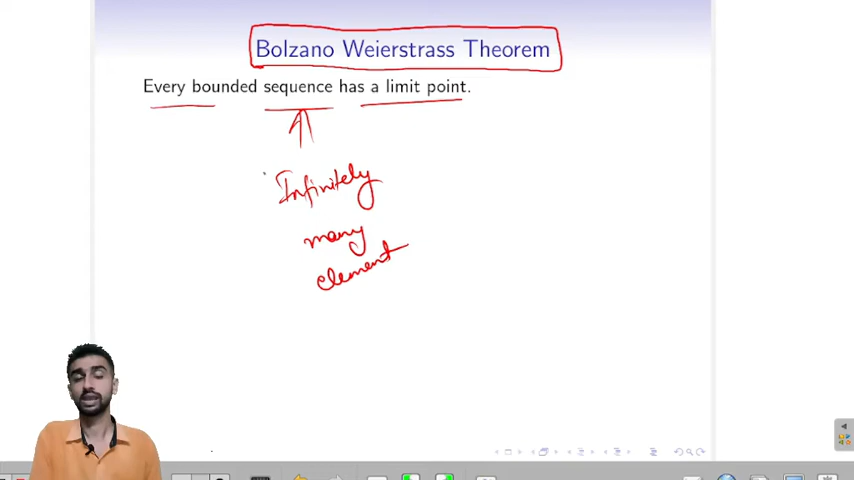 Bolzano Weierstrass Theorem
Every bounded sequence has a limit point.
Infinitely
many
element